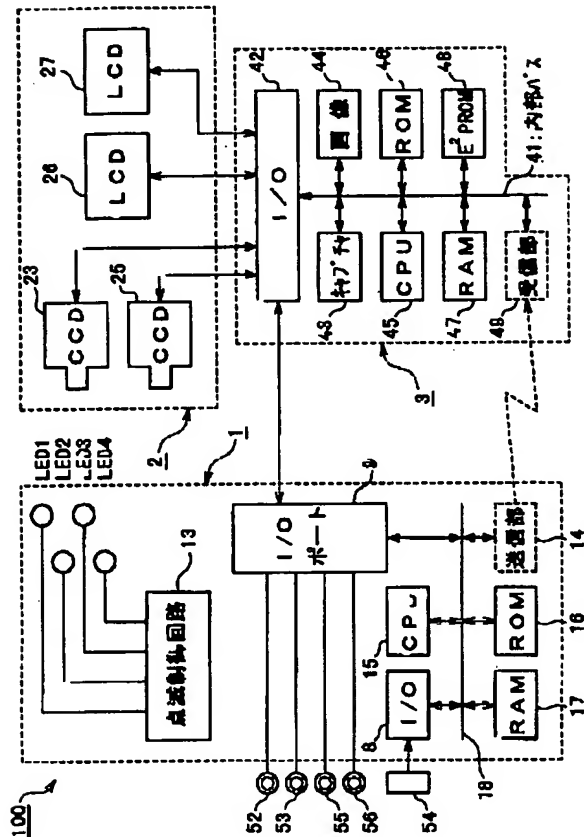 100
LED1
LED2
LED3
LED4
13
点滅制御回路
1
2
23
CCD
25
CCD
26
LCD
27
LCD
52
53
55
56
54
I/O
ポート
9
8
I/O
15
CPU
18
17
RAM
16
ROM
14
送信部
3
42
I/O
43
ｷｬﾌﾟﾁｬ
44
画像
45
CPU
46
ROM
47
RAM
48
E² PROM
49
受信部
41:内部バス